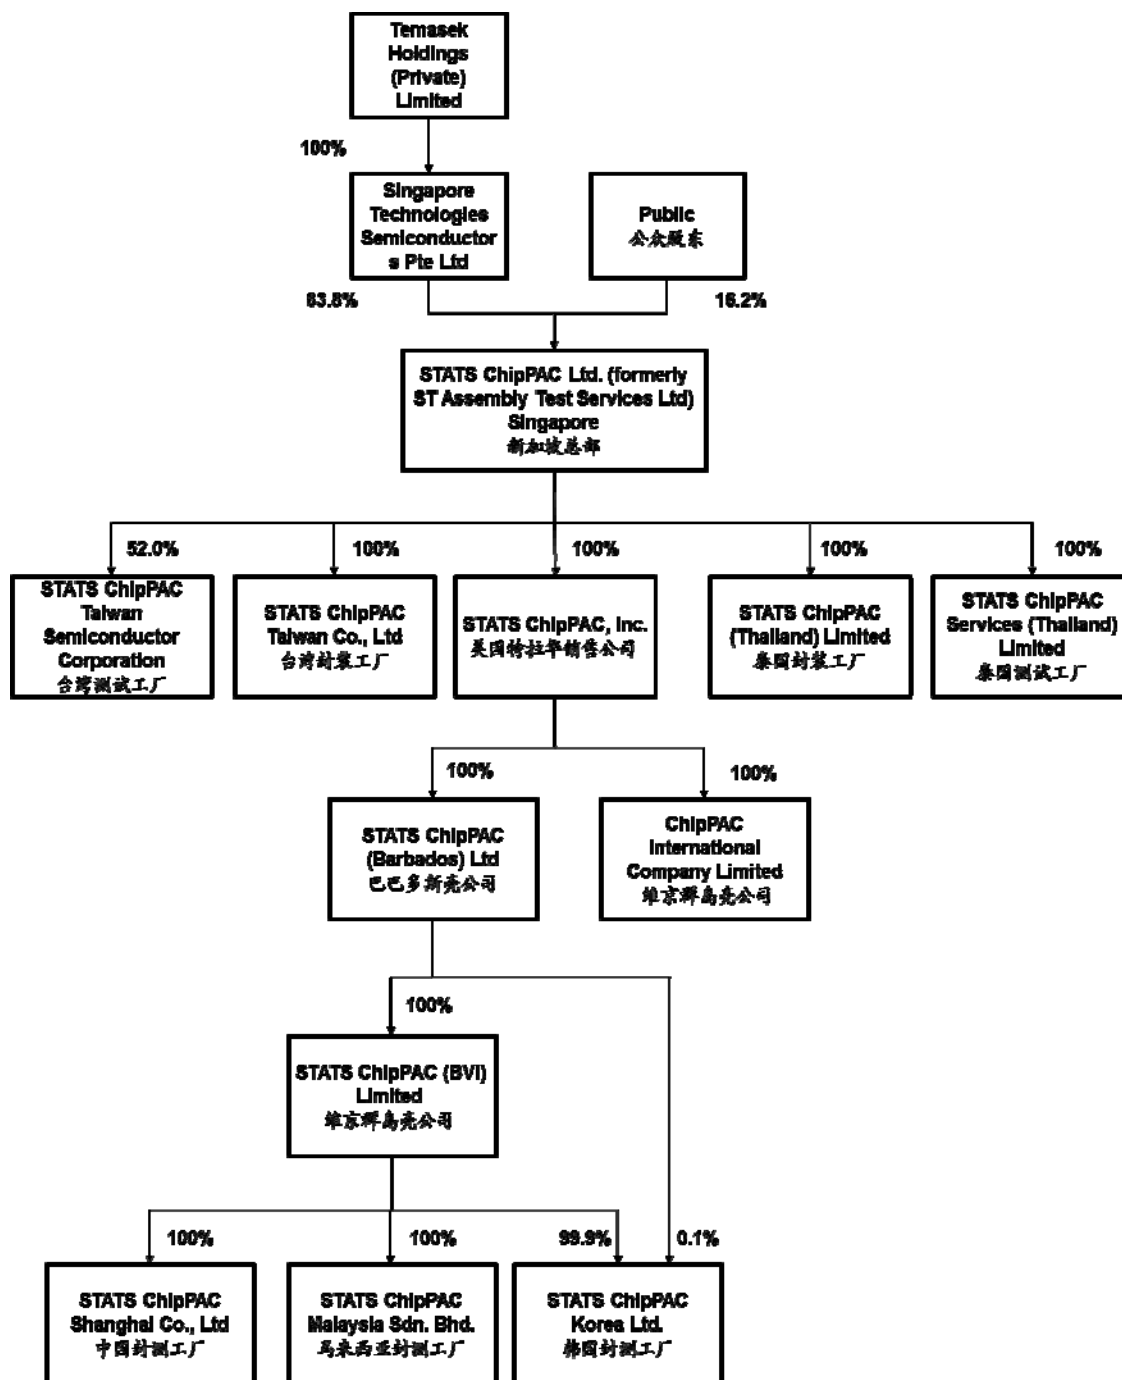 Temasek
Holdings
(Private)
Limited
100%
Singapore
Technologies
Semiconductor
s Pte Ltd
Public
公众股东
83.8%
16.2%
STATS ChipPAC Ltd. (formerly
ST Assembly Test Services Ltd)
Singapore
新加坡总部
52.0%
100%
100%
100%
100%
STATS ChipPAC
Taiwan
Semiconductor
Corporation
台湾测试工厂
STATS ChipPAC
Taiwan Co., Ltd
台湾封装工厂
STATS ChipPAC, Inc.
美国特拉华销售公司
STATS ChipPAC
(Thailand) Limited
泰国封装工厂
STATS ChipPAC
Services (Thailand)
Limited
泰国测试工厂
100%
100%
STATS ChipPAC
(Barbados) Ltd
巴巴多斯壳公司
ChipPAC
International
Company Limited
维京群岛壳公司
100%
STATS ChipPAC (BVI)
Limited
维京群岛壳公司
100%
100%
99.9%
0.1%
STATS ChipPAC
Shanghai Co., Ltd
中国封测工厂
STATS ChipPAC
Malaysia Sdn. Bhd.
马来西亚封测工厂
STATS ChipPAC
Korea Ltd.
韩国封测工厂